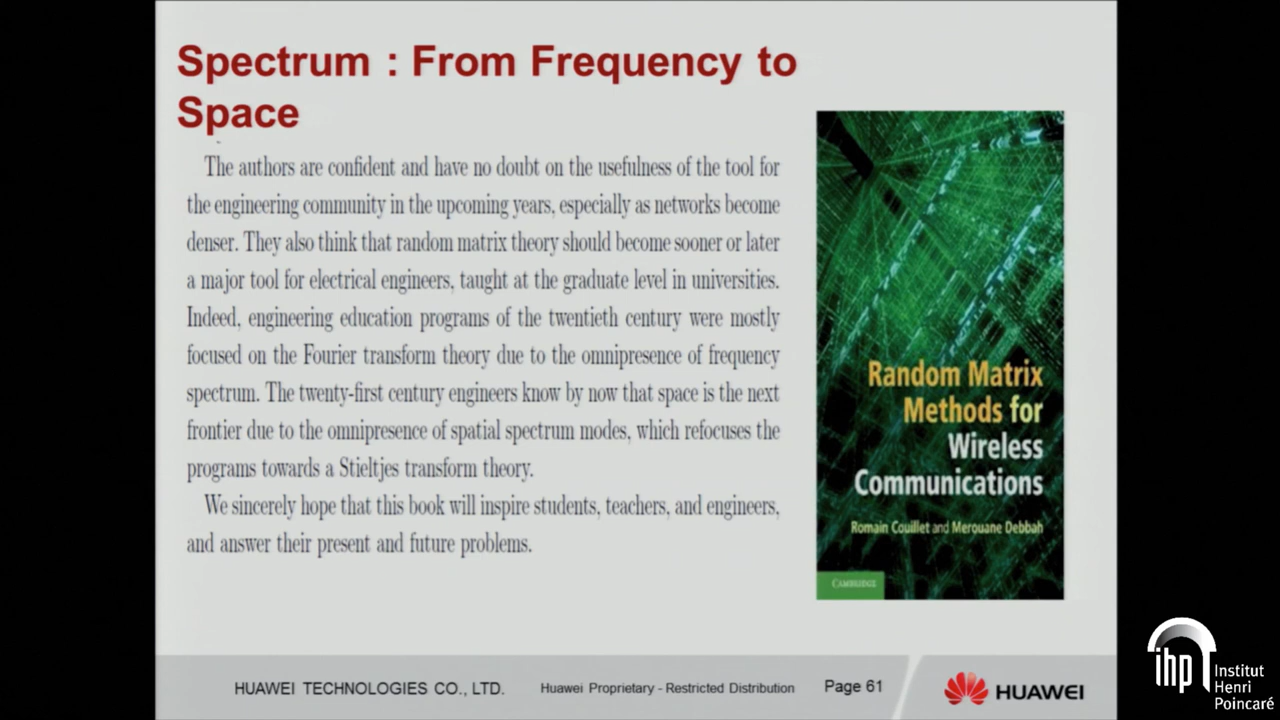 Spectrum : From Frequency to
Space
The authors are confident and have no doubt on the usefulness of the tool for
the engineering community in the upcoming years, especially as networks become
denser. They also think that random matrix theory should become sooner or later
a major tool for electrical engineers, taught at the graduate level in universities.
Indeed, engineering education programs of the twentieth century were mostly
focused on the Fourier transform theory due to the omnipresence of frequency
spectrum. The twenty-first century engineers know by now that space is the next
frontier due to the omnipresence of spatial spectrum modes, which refocuses the
programs towards a Stieltjes transform theory.
We sincerely hope that this book will inspire students, teachers, and engineers,
and answer their present and future problems.
Random Matrix
Methods for
Wireless
Communications
Romain Couillet and Merouane Debbah
CAMBRIDGE
HUAWEI TECHNOLOGIES CO., LTD.
Huawei Proprietary - Restricted Distribution
Page 61
HUAWEI
ihp
Institut
Henri
Poincaré